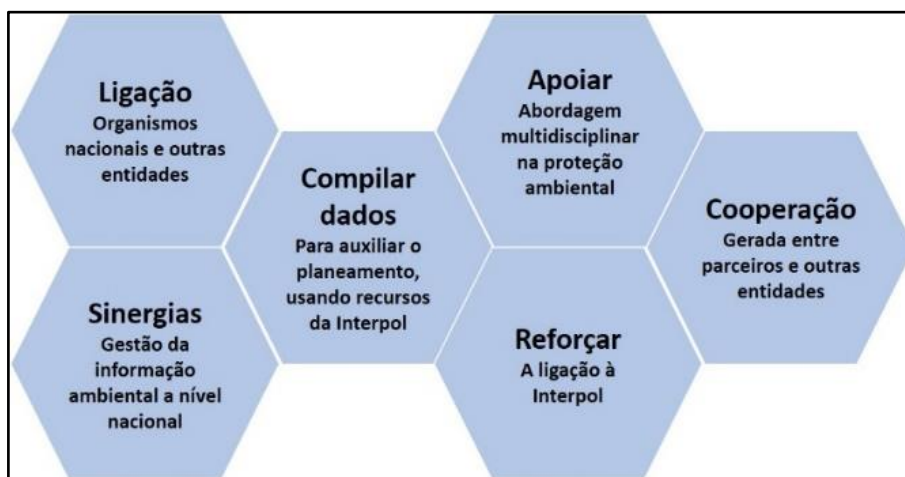 Ligação
Organismos
nacionais e outras
entidades
Sinergias
Gestão da
informação
ambiental a nível
nacional
Compilar
dados
Para auxiliar o
planeamento,
usando recursos
da Interpol
Apoiar
Abordagem
multidisciplinar
na proteção
ambiental
Reforçar
A ligação à
Interpol
Cooperação
Gerada entre
parceiros e outras
entidades